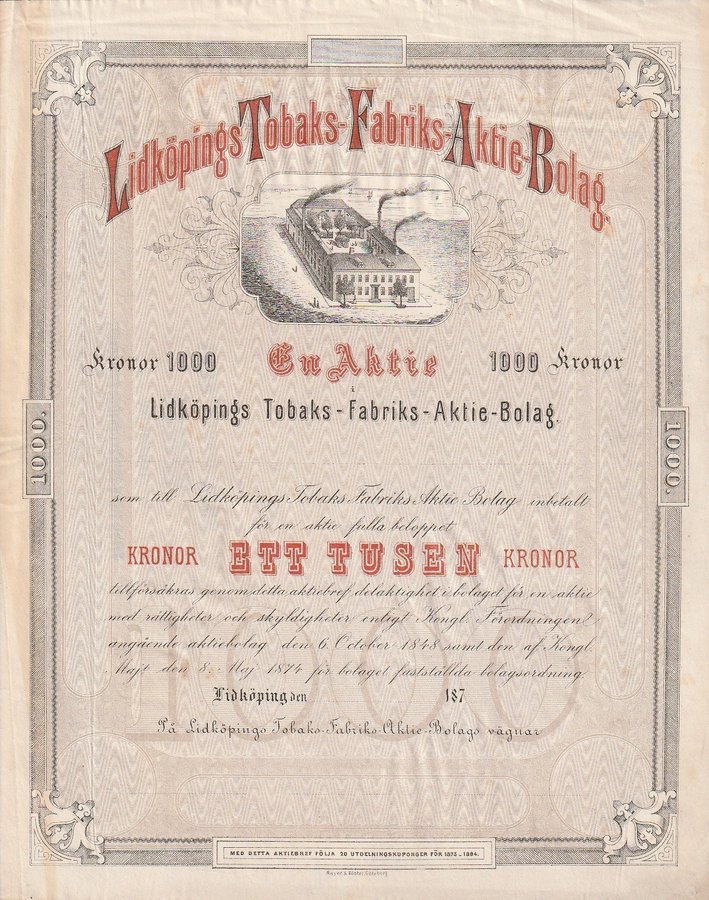 Lidköpings Tobaks-Fabriks-Aktie-Bolag.
Kronor 1000 En Aktie 1000 Kronor
i
Lidköpings Tobaks-Fabriks-Aktie-Bolag.
1000.
1000.
som till Lidköpings Tobaks Fabriks Aktie Bolag inbetalt
för en aktie fulla beloppet
KRONOR ETT TUSEN KRONOR
tillförsäkras genom detta aktiebref delaktighet i bolaget för en aktie
med rättigheter och skyldigheter enligt Kongl. Förordningen
angående aktiebolag den 6. October 1848 samt den af Kongl.
Majt den 8. Maj 1874 för bolaget fastställda bolagsordning.
Lidköping den 187
På Lidköpings Tobaks-Fabriks-Aktie-Bolags vägnar
1000
MED DETTA AKTIEBREF FÖLJA 20 UTDELNINGSKUPONGER FÖR 1875-1894.
Göteborg